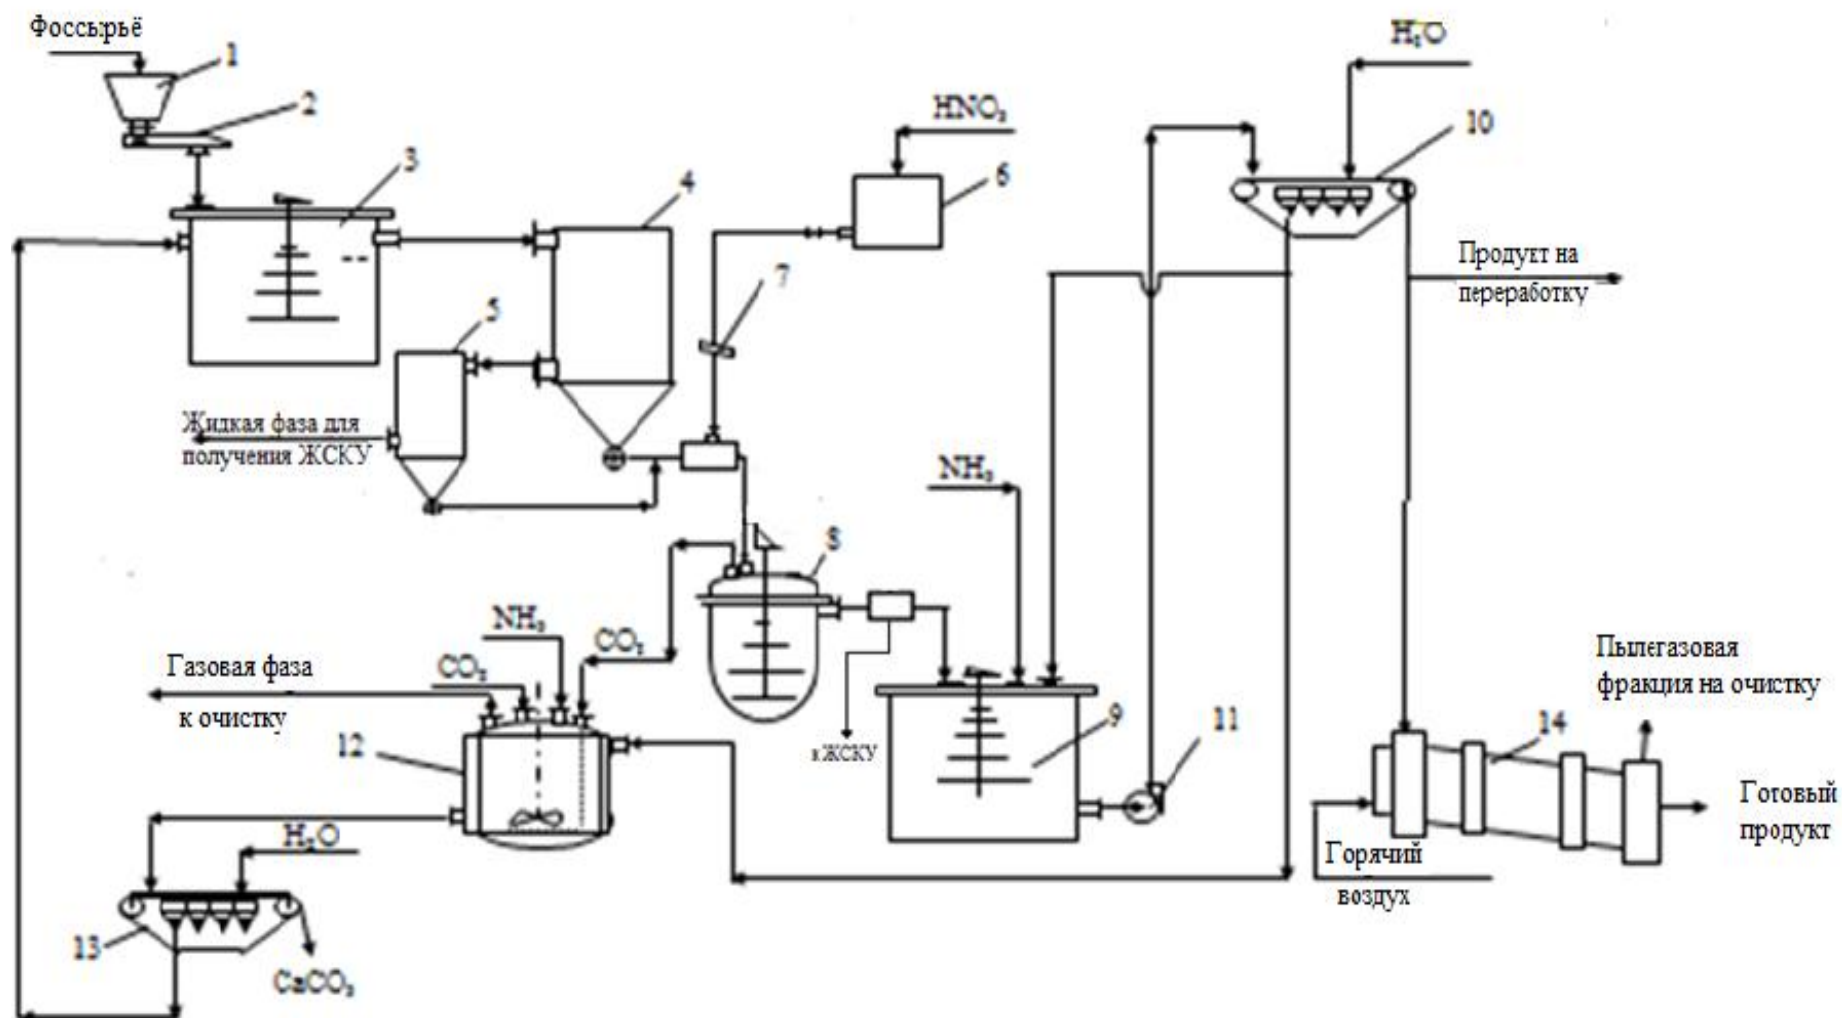 Фоссырьё
1
2
3
4
5
6
7
8
9
10
11
12
13
14
HNO₃
H₂O
Продукт на
переработку
Жидкая фаза для
получения ЖСКУ
NH₃
NH₃
CO₂
CO₂
Газовая фаза
к очистку
к ЖСКУ
Пылегазовая
фракция на очистку
Готовый
продукт
Горячий
воздух
H₂O
CaCO₃